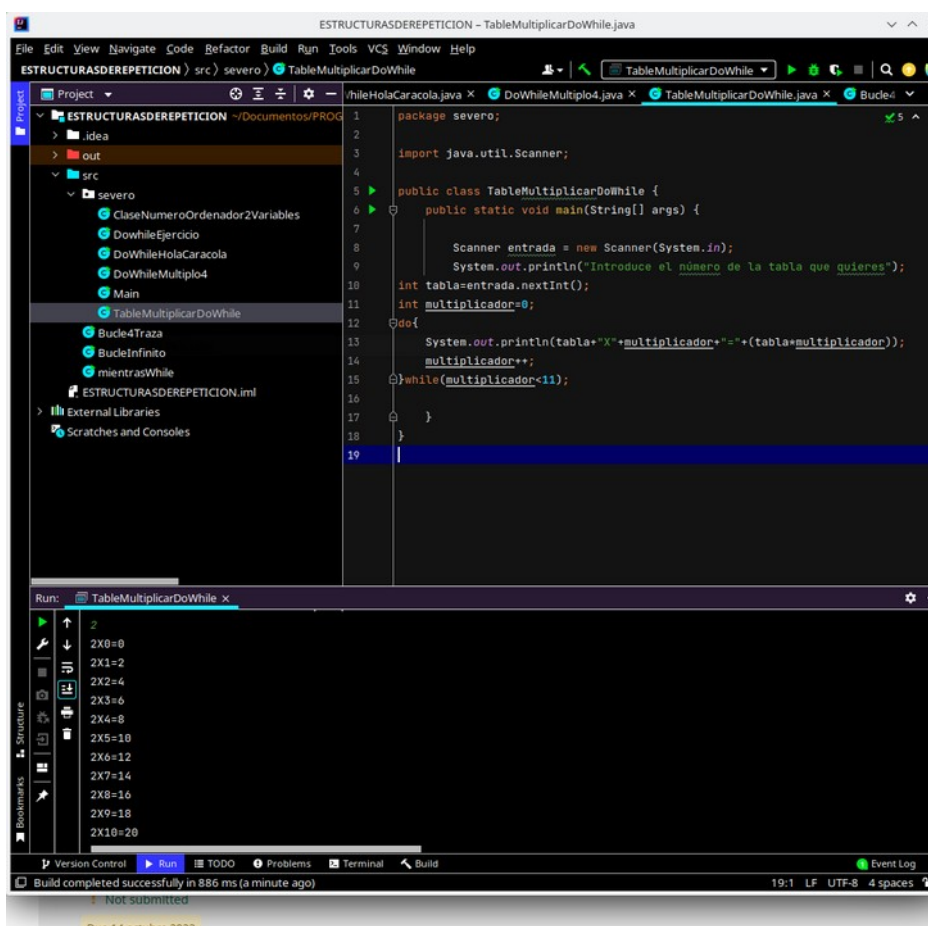 ESTRUCTURASDEREPETICION – TableMultiplicarDoWhile.java
File Edit View Navigate Code Refactor Build Run Tools VCS Window Help
ESTRUCTURASDEREPETICION 〉 src 〉 severo 〉 TableMultiplicarDoWhile
TableMultiplicarDoWhile
Project
Project
hileHolaCaracola.java × DoWhileMultiplo4.java × TableMultiplicarDoWhile.java × Bucle4
ESTRUCTURASDEREPETICION ~/Documentos/PROG
.idea
out
src
severo
ClaseNumeroOrdenador2Variables
DowhileEjercicio
DoWhileHolaCaracola
DoWhileMultiplo4
Main
TableMultiplicarDoWhile
Bucle4Traza
BucleInfinito
mientrasWhile
ESTRUCTURASDEREPETICION.iml
External Libraries
Scratches and Consoles
1 package severo; 5
2
3 import java.util.Scanner;
4
5 public class TableMultiplicarDoWhile {
6 public static void main(String[] args) {
7
8 Scanner entrada = new Scanner(System.in);
9 System.out.println("Introduce el número de la tabla que quieres");
10 int tabla=entrada.nextInt();
11 int multiplicador=0;
12 do{
13 System.out.println(tabla+"X"+multiplicador+"="+(tabla*multiplicador));
14 multiplicador++;
15 }while(multiplicador<11);
16
17 }
18 }
19
Run: TableMultiplicarDoWhile ×
2
2X0=0
2X1=2
2X2=4
2X3=6
2X4=8
2X5=10
2X6=12
2X7=14
2X8=16
2X9=18
2X10=20
Structure
Bookmarks
Version Control Run TODO Problems Terminal Build 1 Event Log
Build completed successfully in 886 ms (a minute ago) 19:1 LF UTF-8 4 spaces
Not submitted